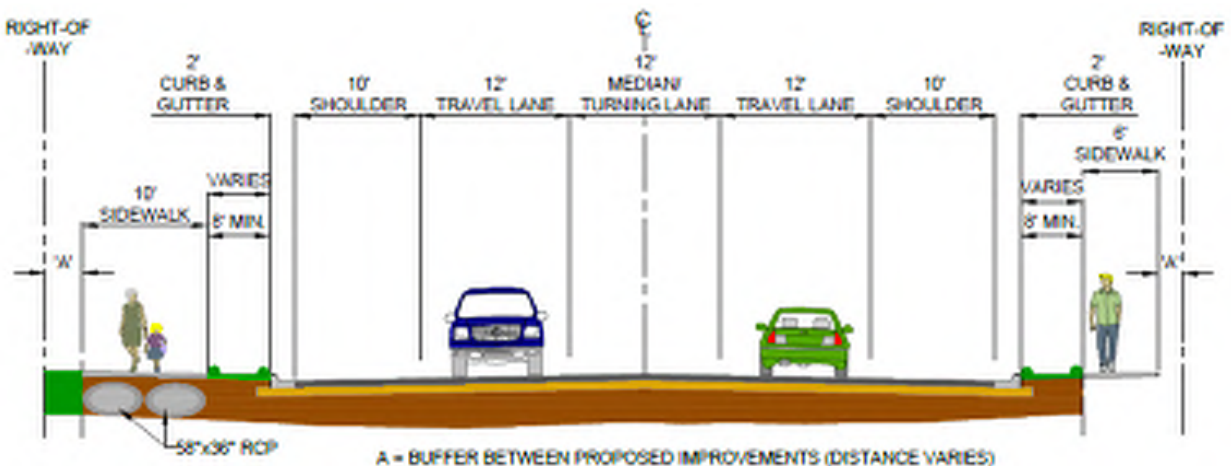 RIGHT-OF
-WAY
2'
CURB &
GUTTER
10'
SHOULDER
12'
TRAVEL LANE
℄
12'
MEDIAN/
TURNING LANE
12'
TRAVEL LANE
10'
SHOULDER
2'
CURB &
GUTTER
RIGHT-OF
-WAY
6'
SIDEWALK
VARIES
8' MIN.
10'
SIDEWALK
'A'
VARIES
8' MIN.
'A'
58"x36" RCP
A = BUFFER BETWEEN PROPOSED IMPROVEMENTS (DISTANCE VARIES)